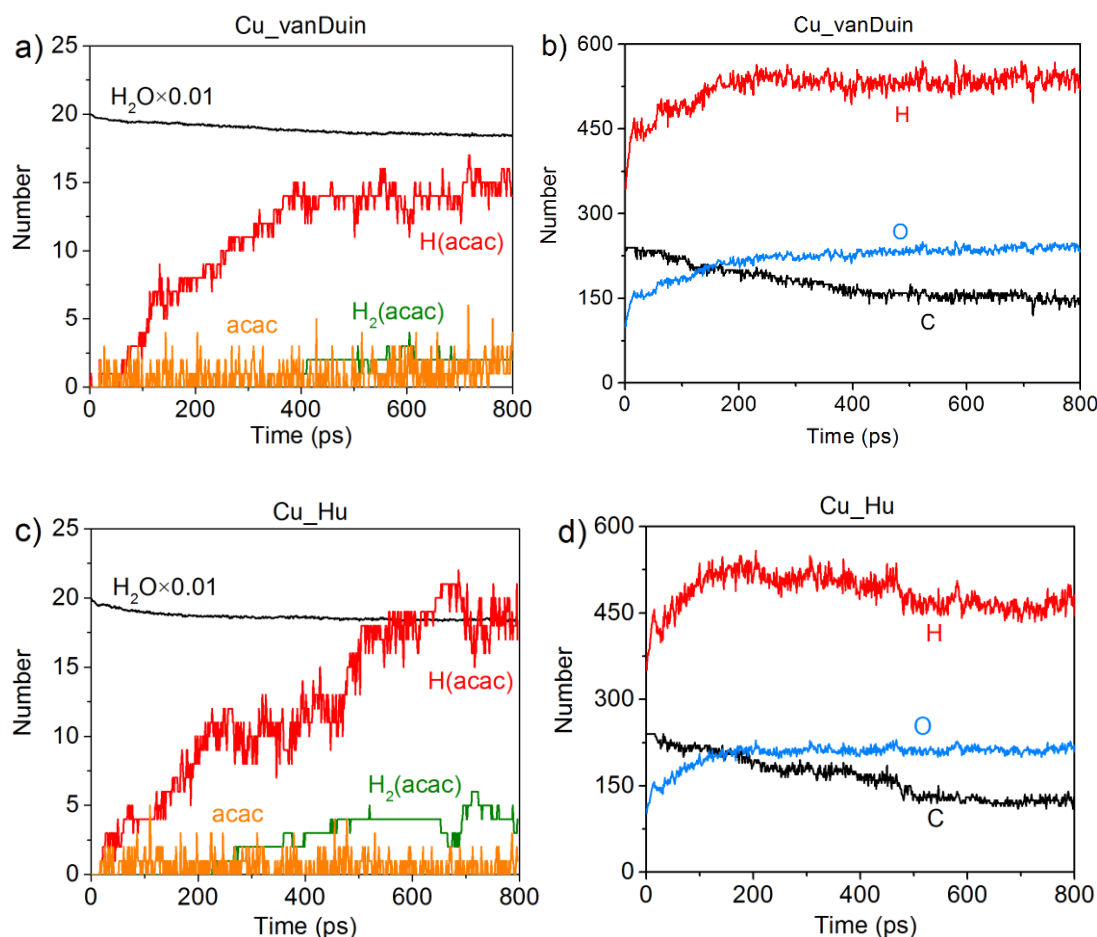 a)
Cu_vanDuin
25
20
15
10
5
0
Number
H₂O×0.01
H(acac)
H₂(acac)
acac
0 200 400 600 800
Time (ps)
b)
Cu_vanDuin
600
450
300
150
0
Number
H
O
C
0 200 400 600 800
Time (ps)
c)
Cu_Hu
25
20
15
10
5
0
Number
H₂O×0.01
H(acac)
H₂(acac)
acac
0 200 400 600 800
Time (ps)
d)
Cu_Hu
600
450
300
150
0
Number
H
O
C
0 200 400 600 800
Time (ps)